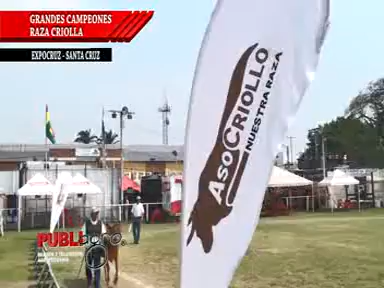 GRANDES CAMPEONES
RAZA CRIOLLA
EXPOCRUZ - SANTA CRUZ
ASOCRIOLLO
NUESTRA RAZA
PUBLI